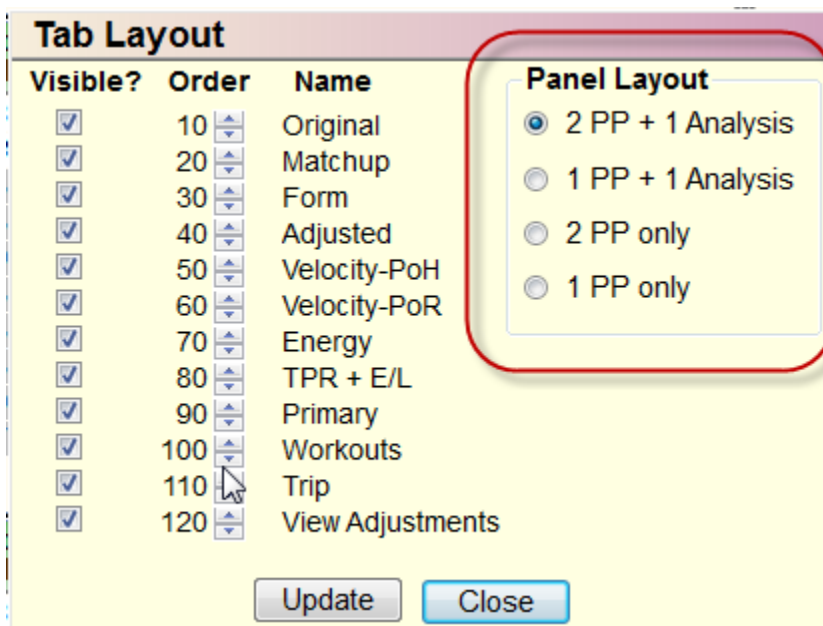 Tab Layout
Visible? Order Name
10 Original
20 Matchup
30 Form
40 Adjusted
50 Velocity-PoH
60 Velocity-PoR
70 Energy
80 TPR + E/L
90 Primary
100 Workouts
110 Trip
120 View Adjustments
Panel Layout
2 PP + 1 Analysis
1 PP + 1 Analysis
2 PP only
1 PP only
Update Close